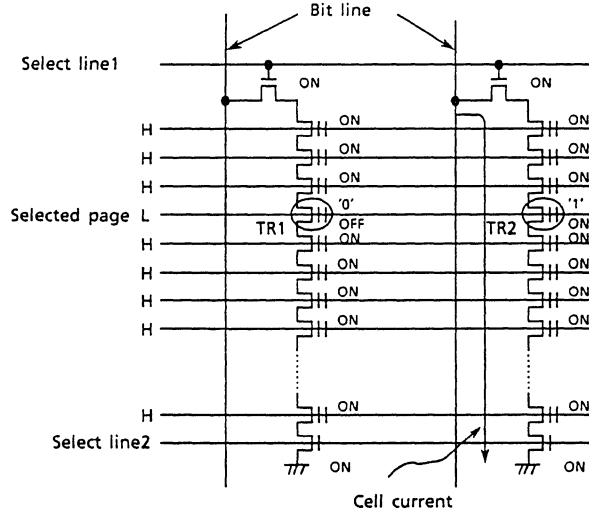 Bit line
Select line1
ON ON
H ON ON
H ON ON
H ON ON
Selected page L '0' '1'
TR1 OFF TR2 ON
H ON ON
H ON ON
H ON ON
H ON ON
H ON ON
Select line2
ON ON
Cell current